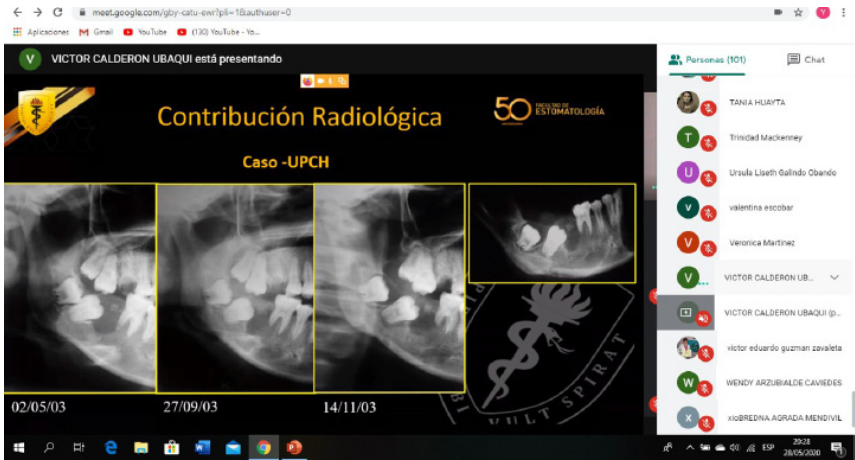 meet.google.com/gby-catu-ewr?pli=1&authuser=0
Y
Aplicaciones
Gmail
YouTube
(130) YouTube - Yo...
V
VICTOR CALDERON UBAQUI está presentando
Personas (101)
Chat
Contribución Radiológica
50 FACULTAD DE
ESTOMATOLOGÍA
Caso -UPCH
02/05/03
27/09/03
14/11/03
VULT SPIRAT
TANIA HUAYTA
T
Trinidad Mackenney
U
Ursula Liseth Galindo Obando
v
valentina escobar
V
Veronica Martinez
V
VICTOR CALDERON UB...
VICTOR CALDERON UBAQUI (p...
victor eduardo guzman zavaleta
W
WENDY ARZUBIALDE CAVIEDES
x
xioBREDNA AGRADA MENDIVIL
ESP
20:28
28/05/2020